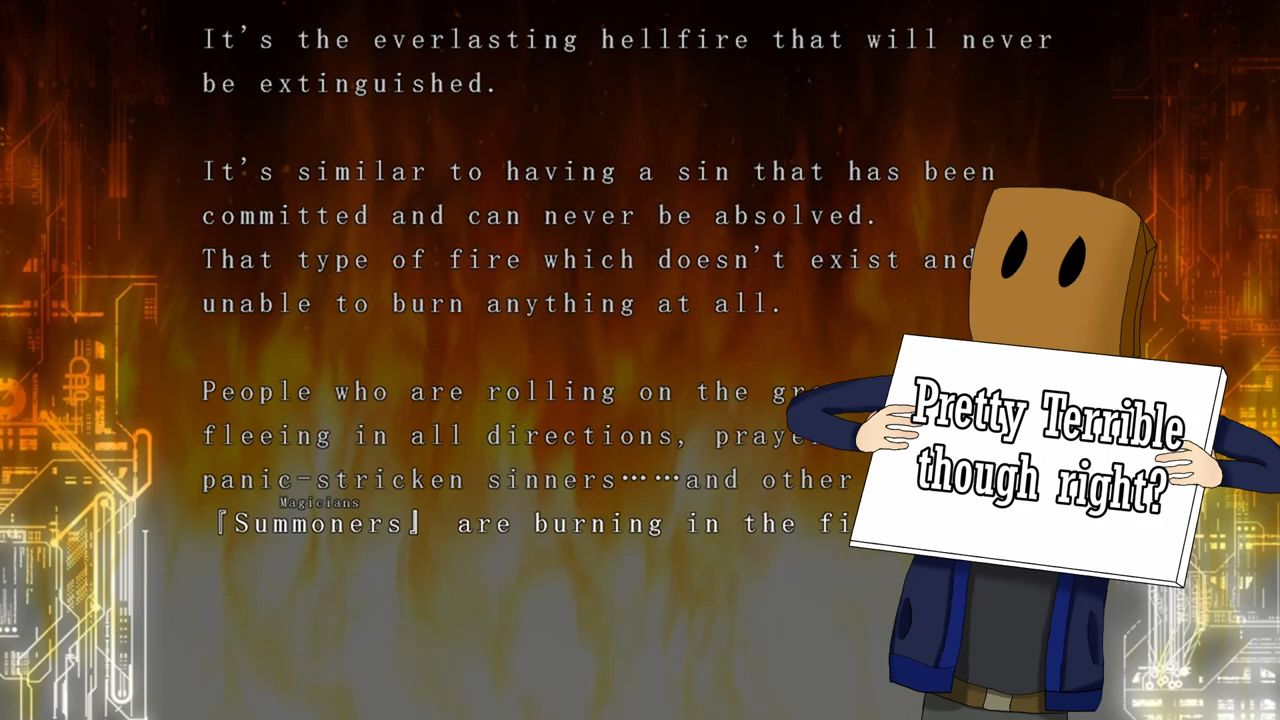 It's the everlasting hellfire that will never
be extinguished.
It's similar to having a sin that has been
committed and can never be absolved.
That type of fire which doesn't exist and
unable to burn anything at all.
People who are rolling on the
fleeing in all directions,
panic-stricken sinners……and other
Magicians
『Summoners』 are burning in the
Pretty Terrible
though right?